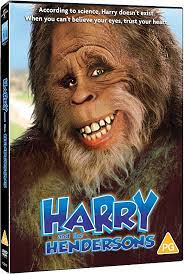 According to science, Harry doesn't exist.
When you can't believe your eyes, trust your heart.
HARRY
and the
HENDERSONS
PG